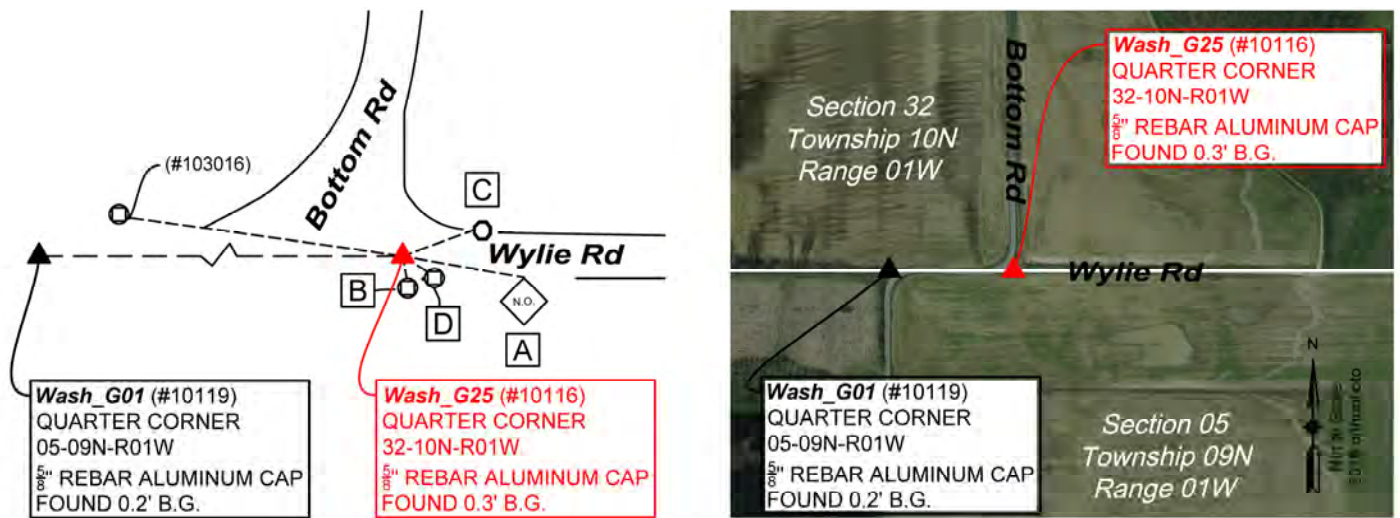 Bottom Rd
(#103016)
C
Wylie Rd
B
D
N.O.
A
Wash_G01 (#10119)
QUARTER CORNER
05-09N-R01W
5/8" REBAR ALUMINUM CAP
FOUND 0.2' B.G.
Wash_G25 (#10116)
QUARTER CORNER
32-10N-R01W
5/8" REBAR ALUMINUM CAP
FOUND 0.3' B.G.
Section 32
Township 10N
Range 01W
Bottom Rd
Wash_G25 (#10116)
QUARTER CORNER
32-10N-R01W
5/8" REBAR ALUMINUM CAP
FOUND 0.3' B.G.
Wylie Rd
Wash_G01 (#10119)
QUARTER CORNER
05-09N-R01W
5/8" REBAR ALUMINUM CAP
FOUND 0.2' B.G.
Section 05
Township 09N
Range 01W
N